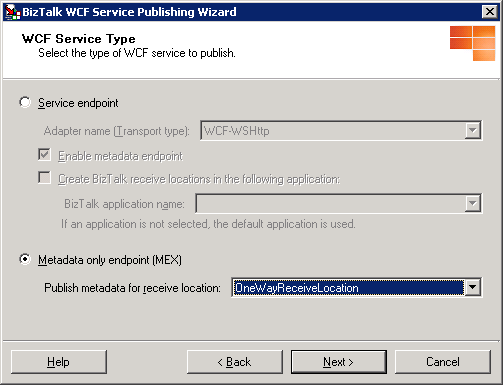 BizTalk WCF Service Publishing Wizard
WCF Service Type
Select the type of WCF service to publish.
Service endpoint
Adapter name (Transport type): WCF-WSHttp
Enable metadata endpoint
Create BizTalk receive locations in the following application:
BizTalk application name:
If an application is not selected, the default application is used.
Metadata only endpoint (MEX)
Publish metadata for receive location: OneWayReceiveLocation
Help < Back Next > Cancel